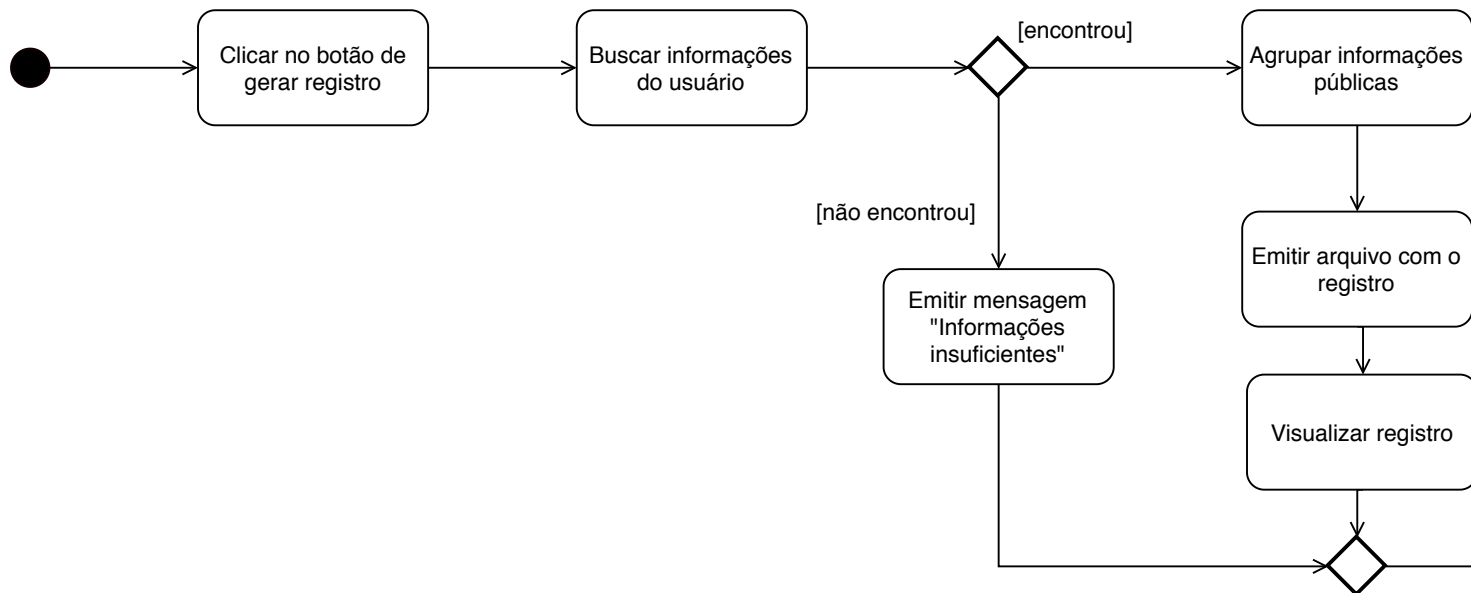 Clicar no botão de
gerar registro
Buscar informações
do usuário
[encontrou]
Agrupar informações
públicas
[não encontrou]
Emitir mensagem
"Informações
insuficientes"
Emitir arquivo com o
registro
Visualizar registro